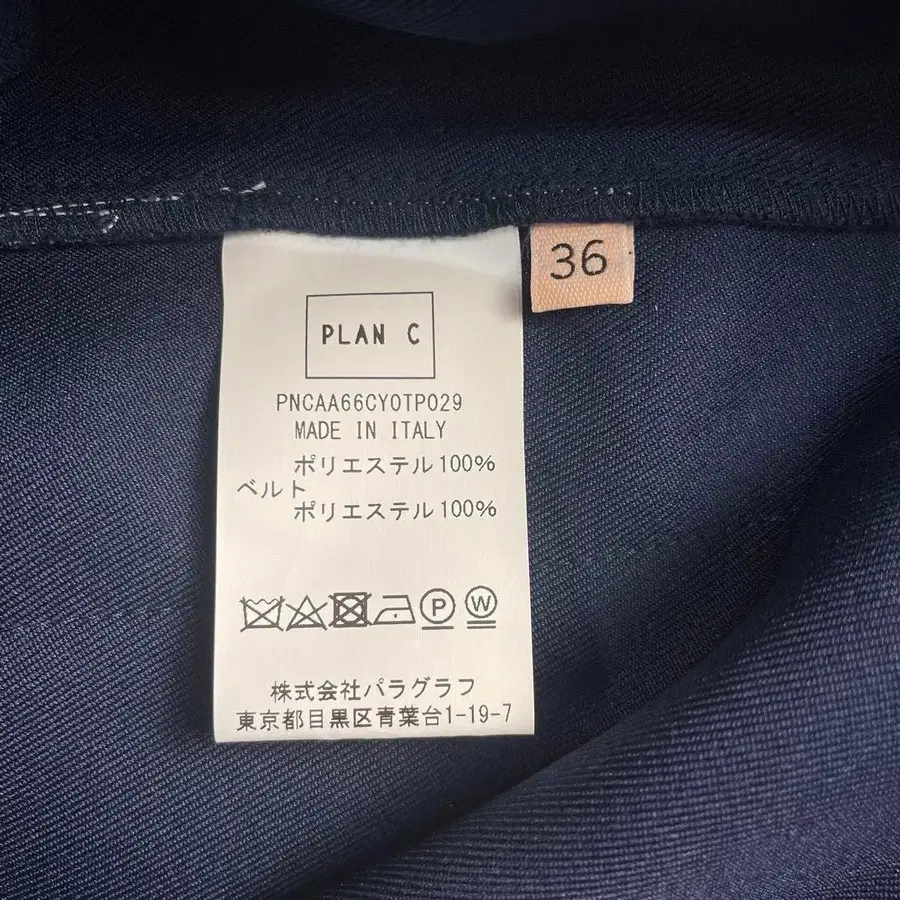 36
PLAN C
PNCAA66CYOTP029
MADE IN ITALY
ポリエステル100%
ベルト
ポリエステル100%
P W
株式会社パラグラフ
東京都目黒区青葉台1-19-7